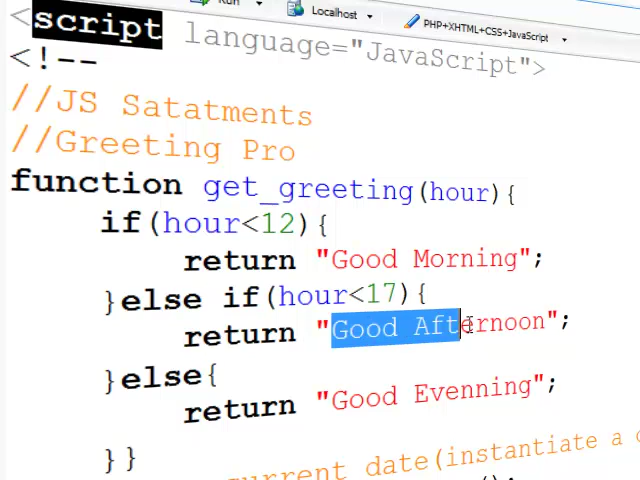 Run Localhost PHP+XHTML+CSS+JavaScript
<script language="JavaScript">
<!--
//JS Satatments
//Greeting Pro
function get_greeting(hour){
if(hour<12){
return "Good Morning";
}else if(hour<17){
return "Good Afternoon";
}else{
return "Good Evenning";
}}
current date(instantiate a